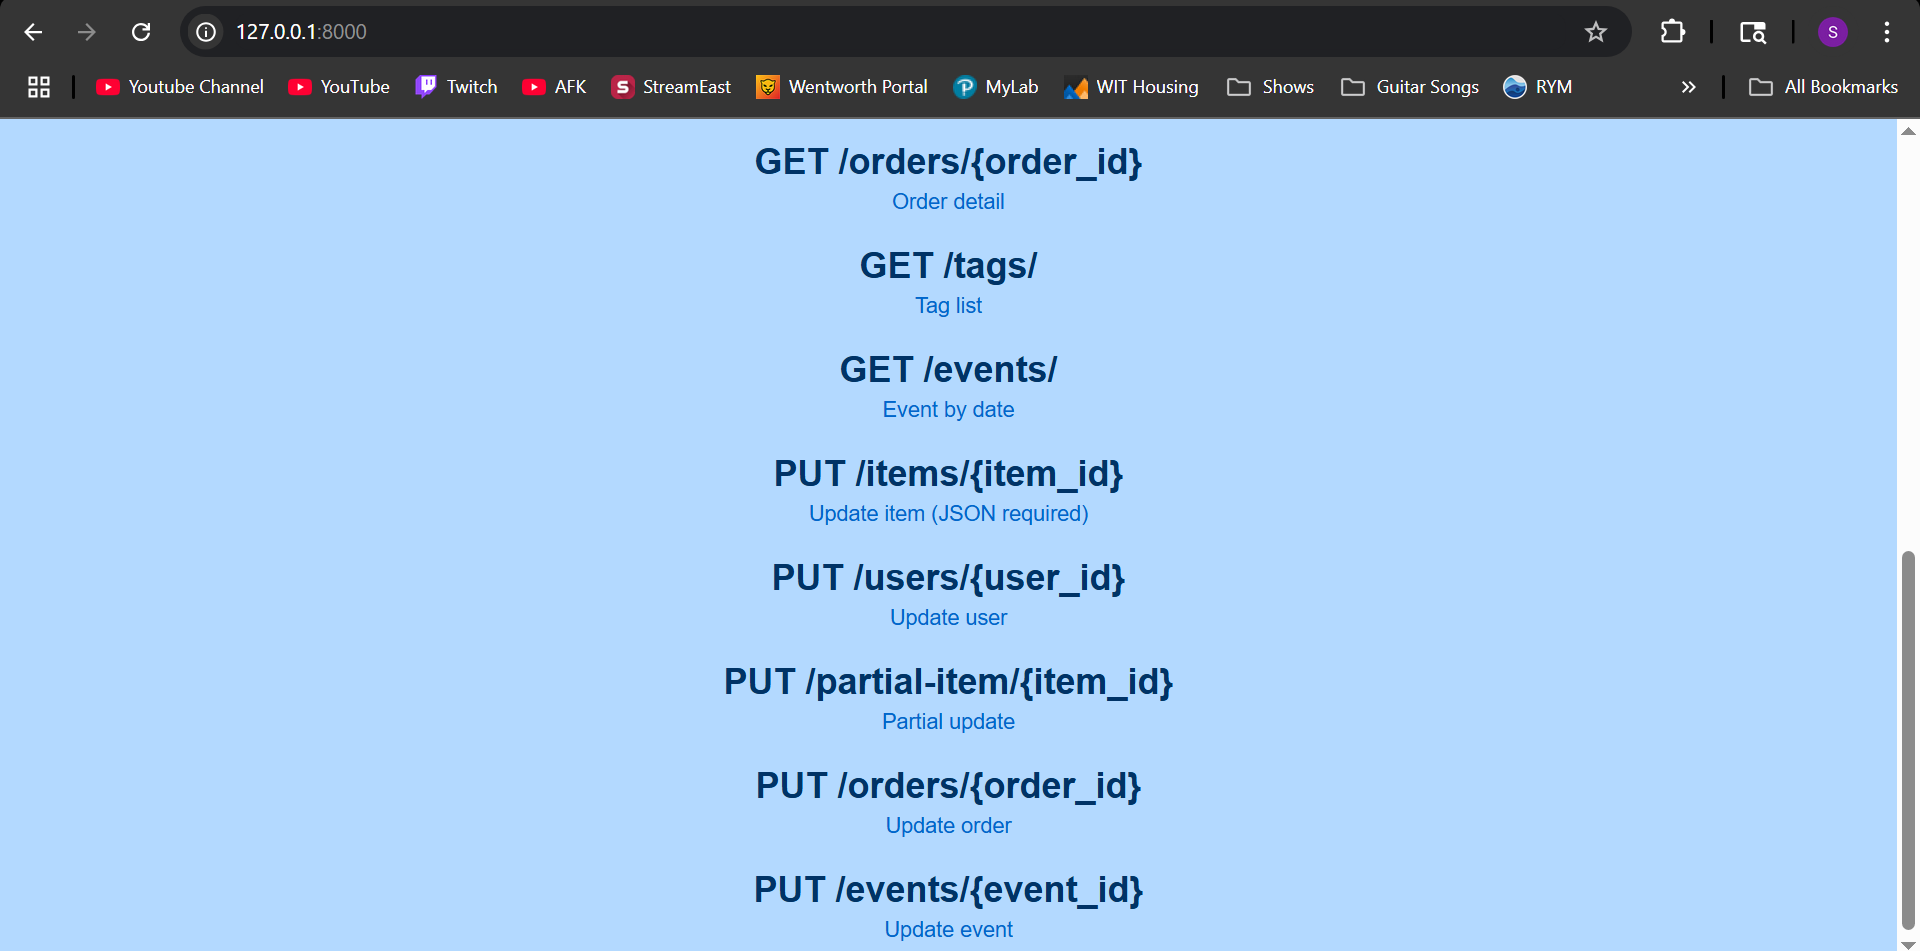 127.0.0.1:8000
S
Youtube Channel
YouTube
Twitch
AFK
StreamEast
Wentworth Portal
MyLab
WIT Housing
Shows
Guitar Songs
RYM
All Bookmarks
GET /orders/{order_id}
Order detail
GET /tags/
Tag list
GET /events/
Event by date
PUT /items/{item_id}
Update item (JSON required)
PUT /users/{user_id}
Update user
PUT /partial-item/{item_id}
Partial update
PUT /orders/{order_id}
Update order
PUT /events/{event_id}
Update event